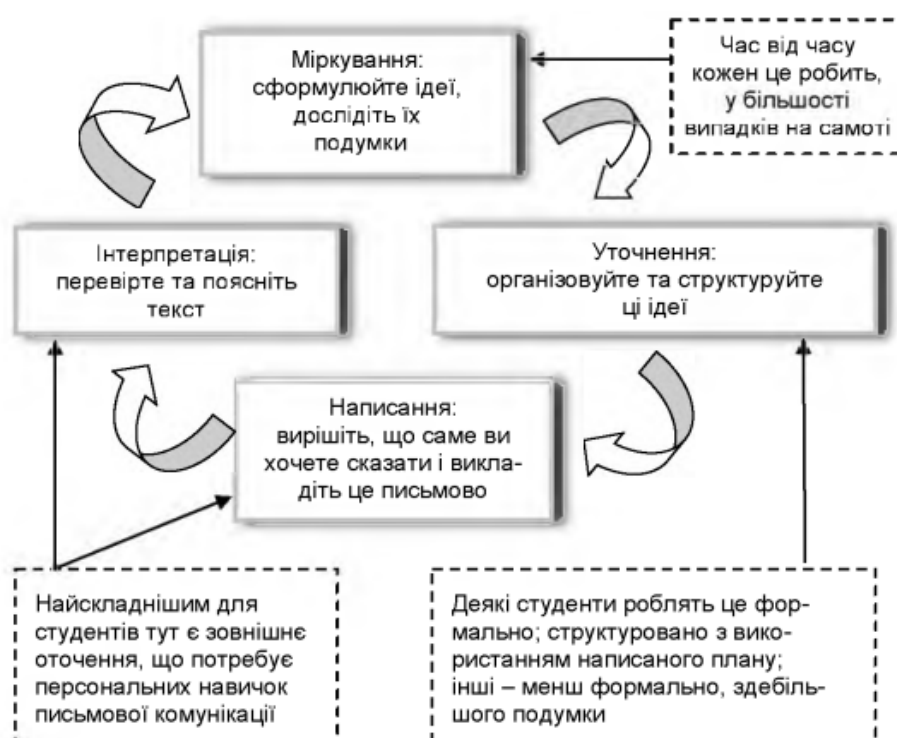 Міркування:
сформулюйте ідеї,
дослідіть їх
подумки
Час від часу
кожен це робить,
у більшості
випадків на самоті
Інтерпретація:
перевірте та поясніть
текст
Уточнення:
організовуйте та структуруйте
ці ідеї
Написання:
вирішіть, що саме ви
хочете сказати і викла-
діть це письмово
Найскладнішим для
студентів тут є зовнішнє
оточення, що потребує
персональних навичок
письмової комунікації
Деякі студенти роблять це фор-
мально; структуровано з вико-
ристанням написаного плану;
інші – менш формально, здебіль-
шого подумки